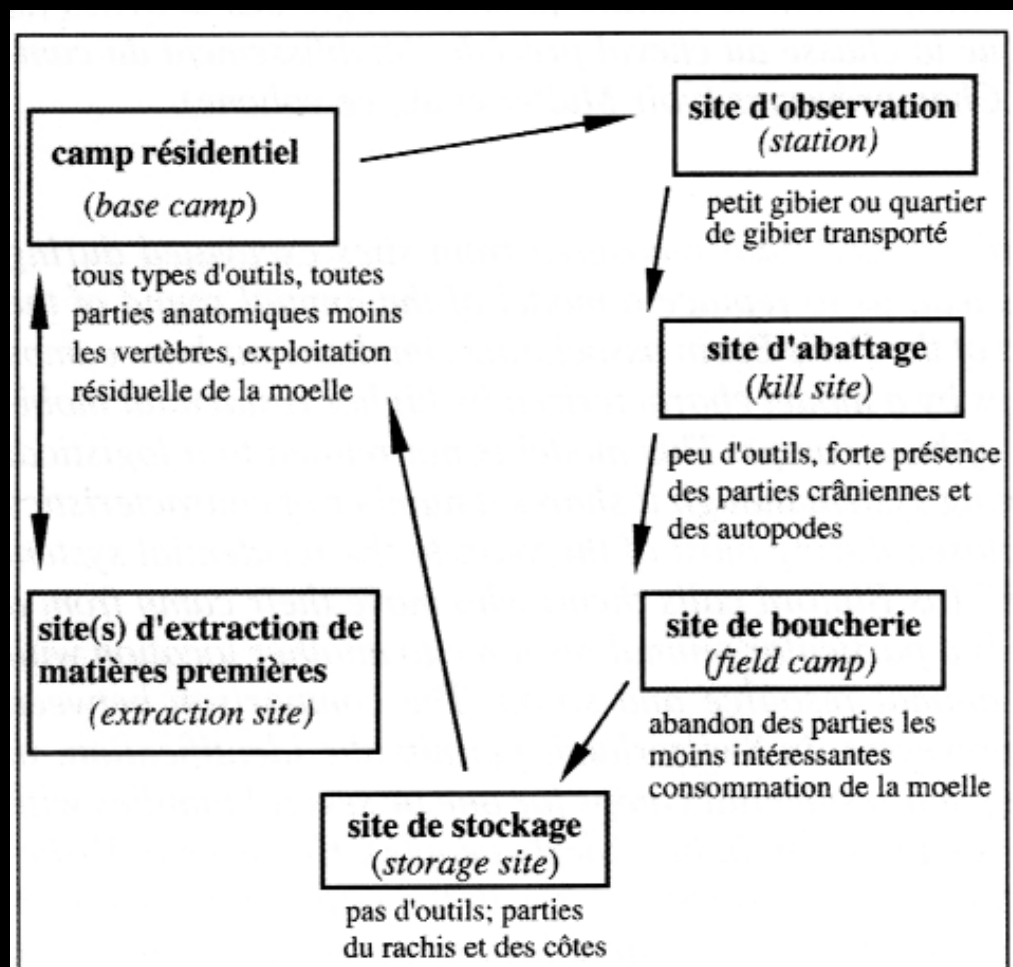 camp résidentiel
(base camp)
tous types d'outils, toutes
parties anatomiques moins
les vertèbres, exploitation
résiduelle de la moelle
site d'observation
(station)
petit gibier ou quartier
de gibier transporté
site d'abattage
(kill site)
peu d'outils, forte présence
des parties crâniennes et
des autopodes
site de boucherie
(field camp)
abandon des parties les
moins intéressantes
consommation de la moelle
site de stockage
(storage site)
pas d'outils; parties
du rachis et des côtes
site(s) d'extraction de
matières premières
(extraction site)